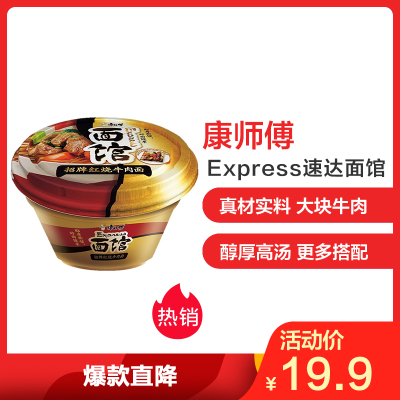 康师傅
Express速达面馆
真材实料 大块牛肉
醇厚高汤 更多搭配
面馆
招牌红烧牛肉面
Express
面馆
热销
爆款直降
活动价
¥19.9